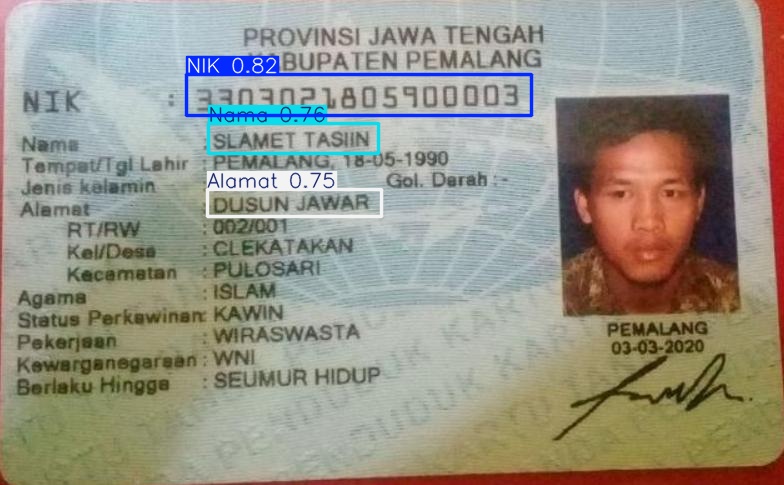 PROVINSI JAWA TENGAH
KABUPATEN PEMALANG
NIK 0.82
NIK : 3303021805900003
Nama 0.76
Nama : SLAMET TASIIN
Tempat/Tgl Lahir : PEMALANG, 18-05-1990
Jenis kelamin Gol. Darah : -
Alamat 0.75
Alamat DUSUN JAWAR
RT/RW : 002/001
Kel/Desa : CLEKATAKAN
Kecamatan : PULOSARI
Agama : ISLAM
Status Perkawinan: KAWIN
Pekerjaan : WIRASWASTA
Kewarganegaraan : WNI
Berlaku Hingga : SEUMUR HIDUP
PEMALANG
03-03-2020